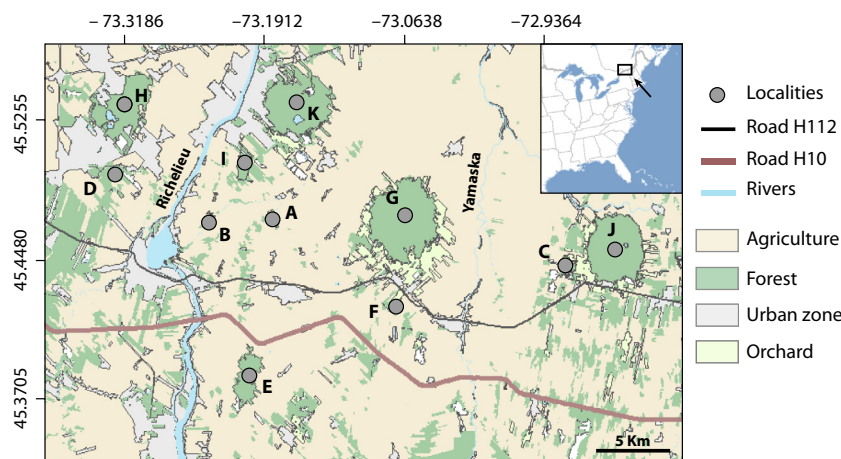 −73.3186 −73.1912 −73.0638 −72.9364
45.5255
45.4480
45.3705
H
K
I
D
Richelieu
A
B
G
Yamaska
J
C
F
E
5 Km
Localities
Road H112
Road H10
Rivers
Agriculture
Forest
Urban zone
Orchard